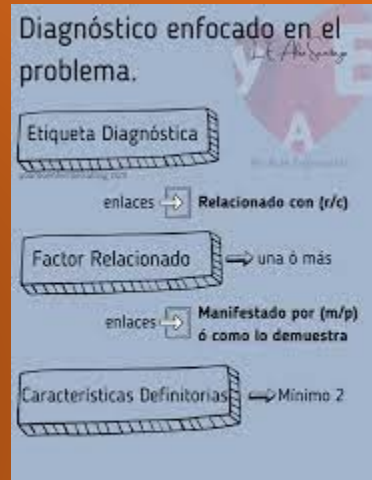 Diagnóstico enfocado en el
problema.
Etiqueta Diagnóstica
enlaces Relacionado con (r/c)
Factor Relacionado una ó más
enlaces Manifestado por (m/p)
ó como lo demuestra
Características Definitorias Mínimo 2
y E
A